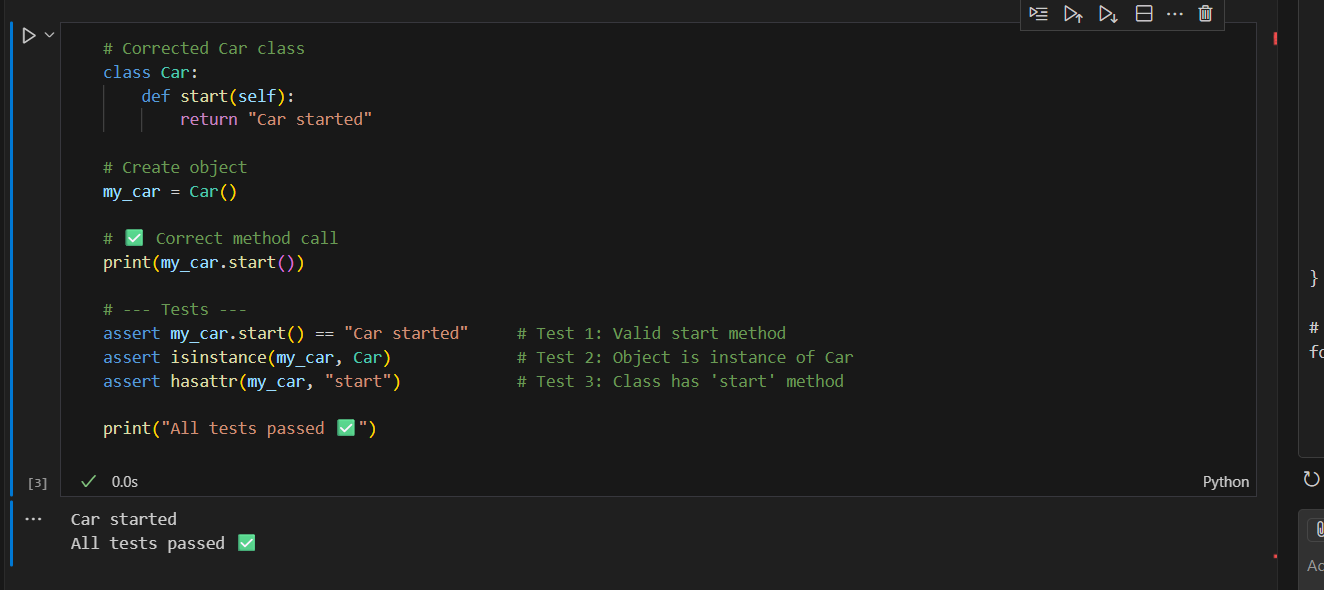 # Corrected Car class
class Car:
    def start(self):
        return "Car started"
# Create object
my_car = Car()
# ✅ Correct method call
print(my_car.start())
# --- Tests ---
assert my_car.start() == "Car started"     # Test 1: Valid start method
assert isinstance(my_car, Car)             # Test 2: Object is instance of Car
assert hasattr(my_car, "start")            # Test 3: Class has 'start' method
print("All tests passed ✅")
[3] 0.0s Python
Car started
All tests passed ✅
}
#